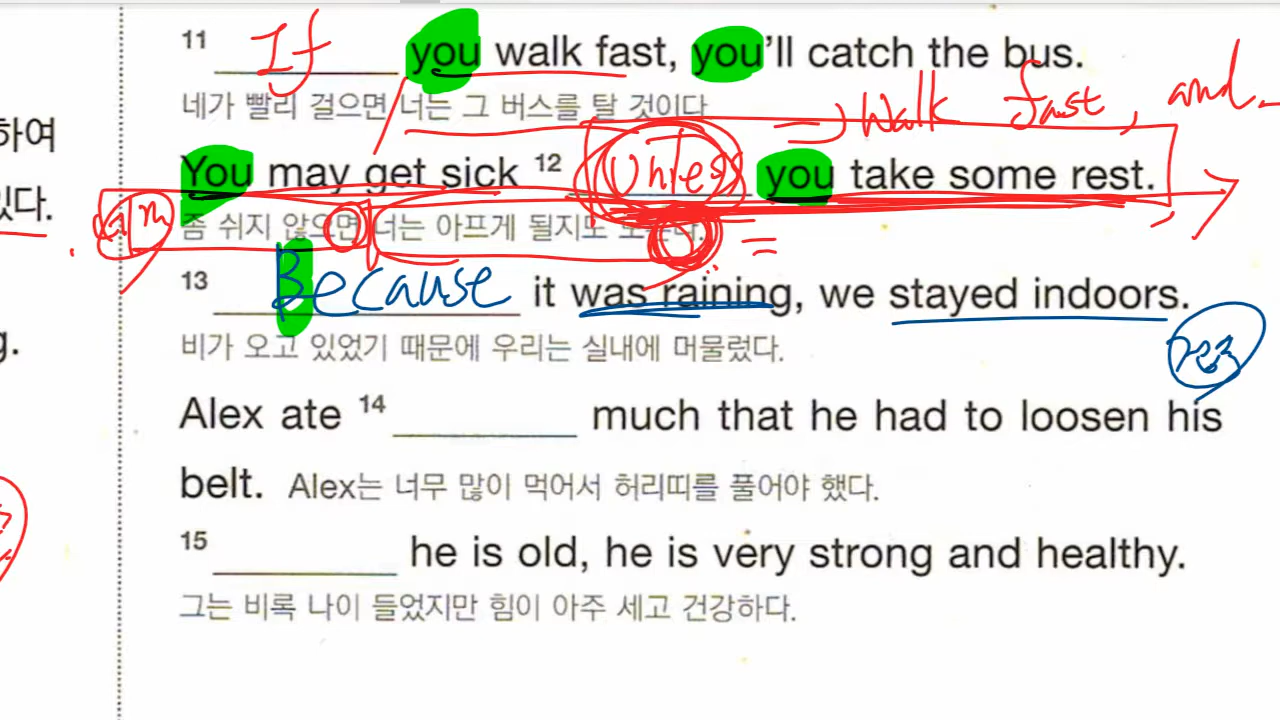 11 If you walk fast, you'll catch the bus.
네가 빨리 걸으면 너는 그 버스를 탈 것이다
⇒ Walk fast, and
하여
You may get sick 12 Unless you take some rest.
있다.
좀 쉬지 않으면 너는 아프게 될지도 모른다.
13 Because it was raining, we stayed indoors.
g.
비가 오고 있었기 때문에 우리는 실내에 머물렀다.
Alex ate 14 ________ much that he had to loosen his
belt. Alex는 너무 많이 먹어서 허리띠를 풀어야 했다.
15 ________ he is old, he is very strong and healthy.
그는 비록 나이 들었지만 힘이 아주 세고 건강하다.